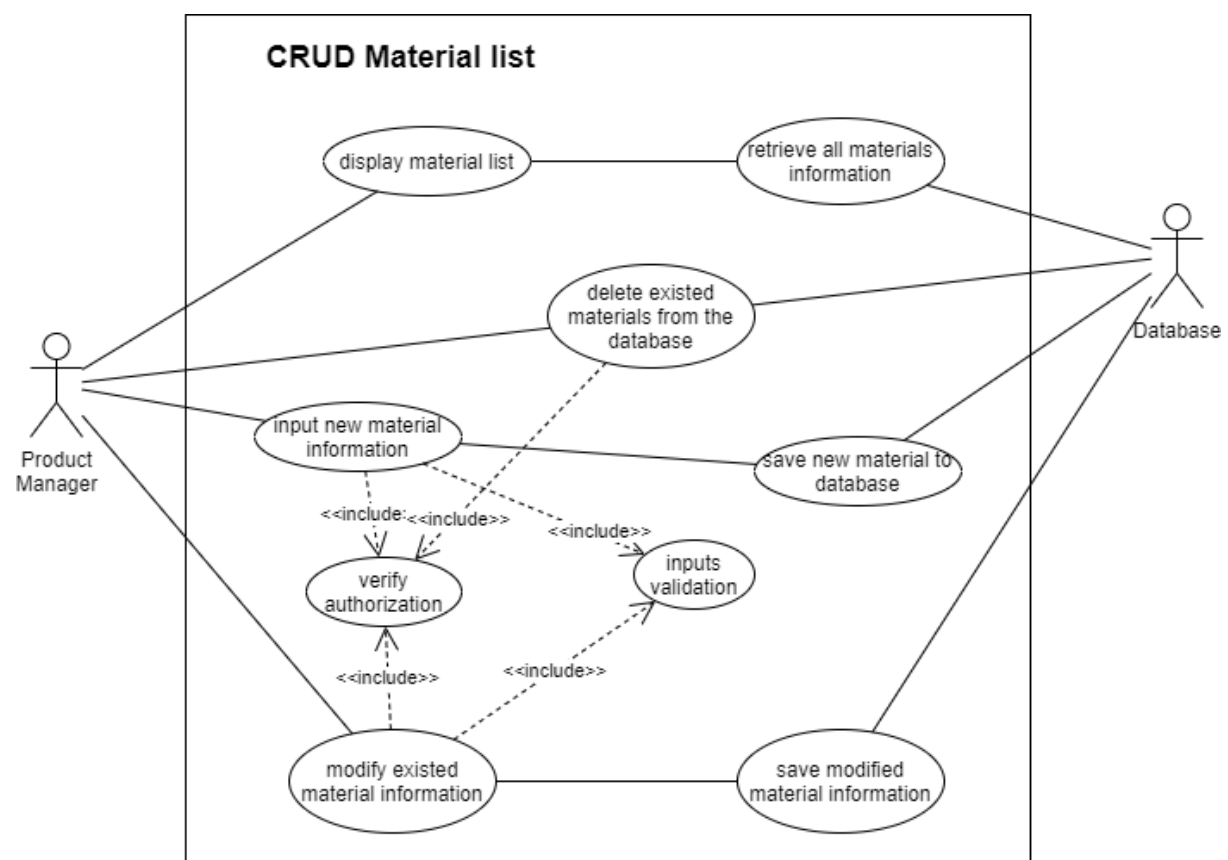 CRUD Material list
display material list
retrieve all materials
information
delete existed
materials from the
database
Database
Product
Manager
input new material
information
save new material to
database
<<include
<<include>>
<<include>>
verify
authorization
inputs
validation
<<include>>
<<include>>
modify existed
material information
save modified
material information